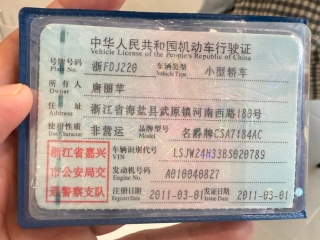 中华人民共和国机动车行驶证
Vehicle License of the People's Republic of China
号牌号码 浙FDJ220 车辆类型 小型轿车
Plate No. Vehicle Type
所有人 唐丽苹
Owner
住址 浙江省海盐县武原镇河南西路180号
Address
使用性质 非营运 品牌型号 名爵牌CSA7184AC
Use Character Model
浙江省嘉兴
市公安局交
通警察支队
车辆识别代号 LSJW24H33BS020789
VIN
发动机号码 A010040827
Engine No.
注册日期 2011-03-01 发证日期 2011-03-01
Register Date Issue Date